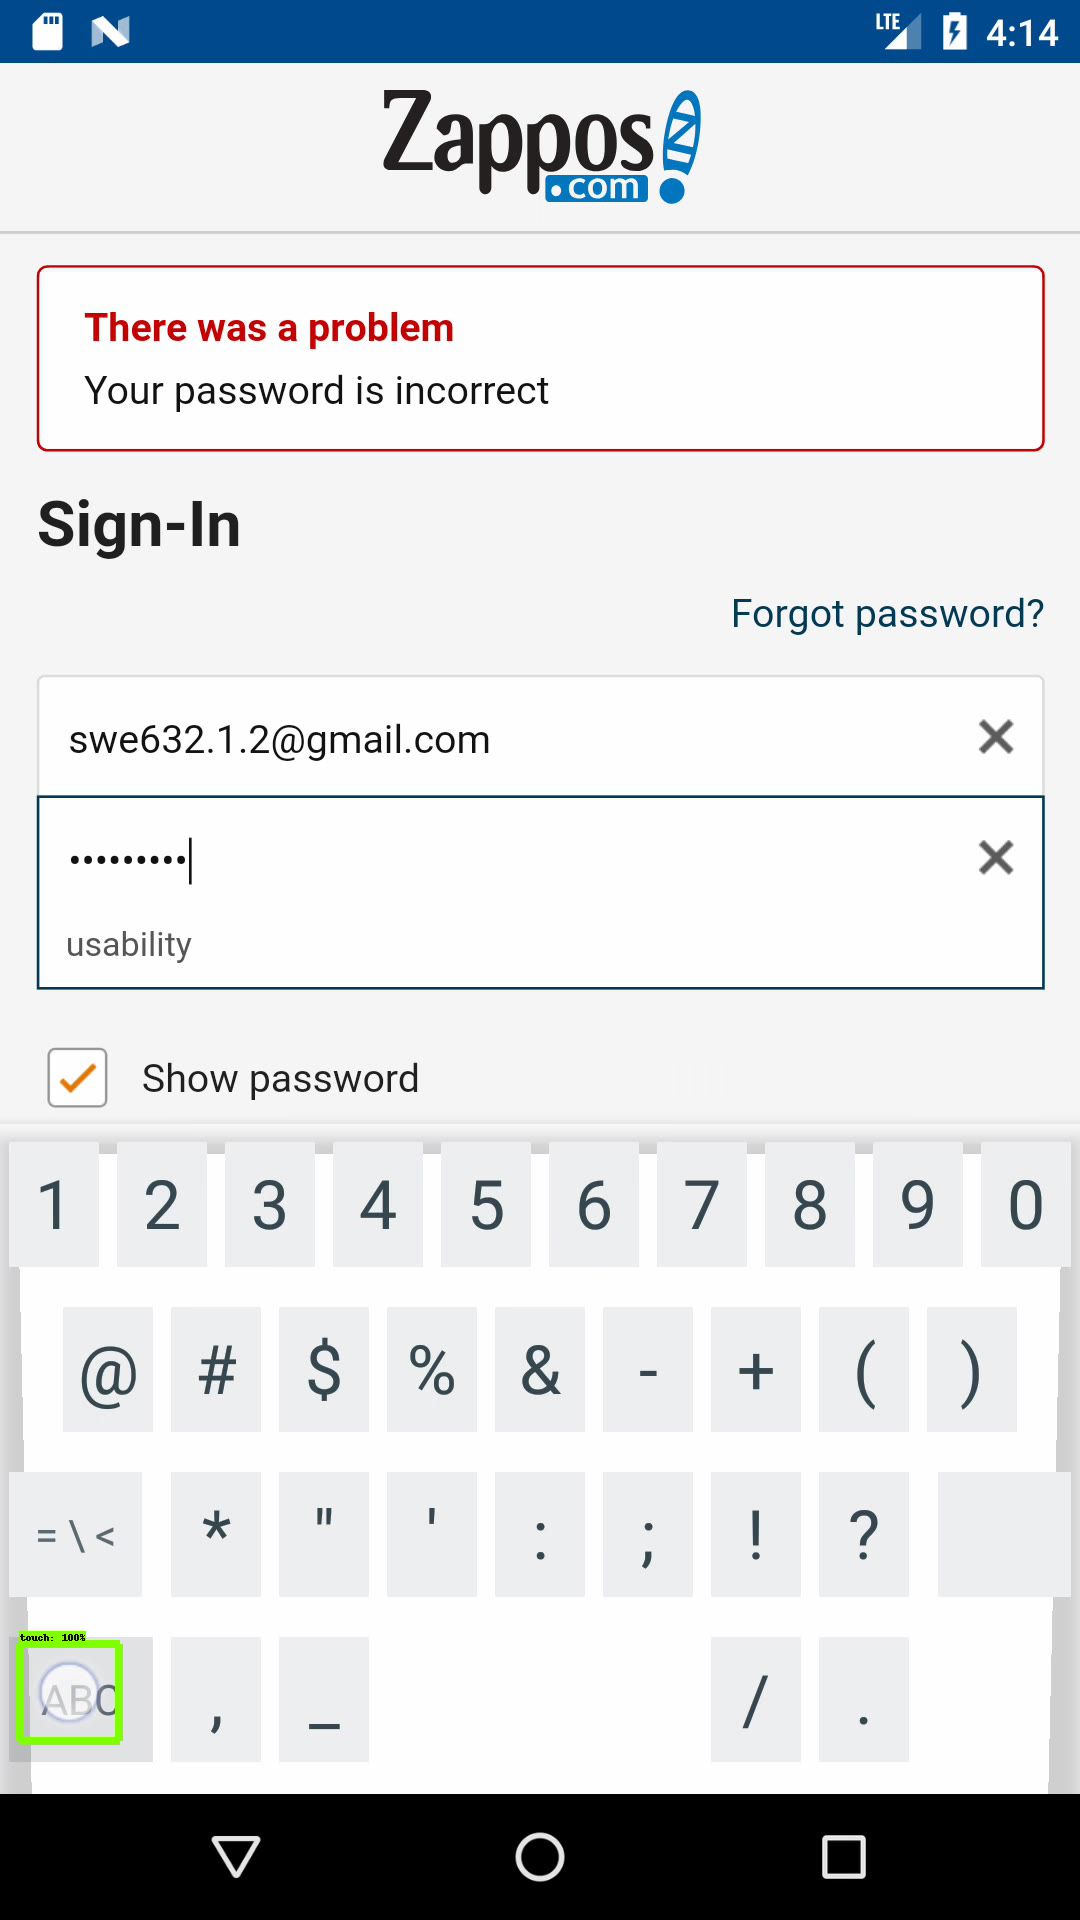 LTE 4:14
Zappos
.com
There was a problem
Your password is incorrect
Sign-In
Forgot password?
swe632.1.2@gmail.com
•••••••••
usability
Show password
1 2 3 4 5 6 7 8 9 0
@ # $ % & - + ( )
= \ < * " ' : ; ! ?
touch: 100%
ABC , _ / .